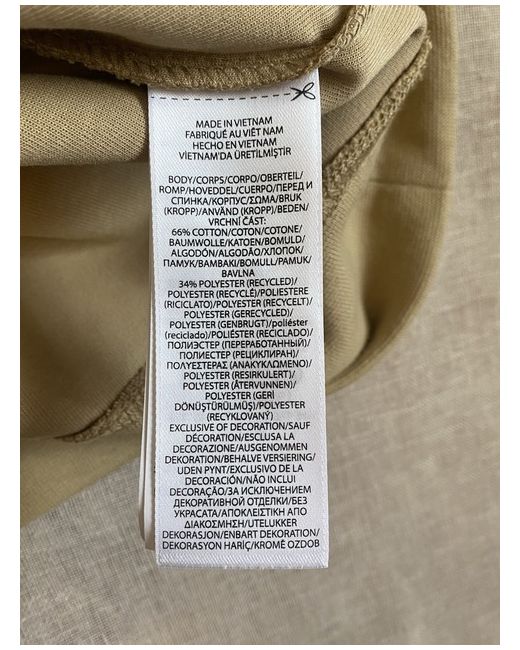 MADE IN VIETNAM
FABRIQUÉ AU VIÊT NAM
HECHO EN VIETNAM
VİETNAM'DA ÜRETİLMİŞTİR
BODY/CORPS/CORPO/OBERTEIL/
ROMP/HOVEDDEL/CUERPO/ПЕРЕД И
СПИНКА/КОРПУС/ΣΩΜΑ/BRUK
(KROPP)/ANVÄND (KROPP)/BEDEN/
VRCHNÍ ČÁST:
66% COTTON/COTON/COTONE/
BAUMWOLLE/KATOEN/BOMULD/
ALGODÓN/ALGODÃO/ХЛОПОК/
ПАМУК/ΒΑΜΒΑΚΙ/BOMULL/PAMUK/
BAVLNA
34% POLYESTER (RECYCLED)/
POLYESTER (RECYCLÉ)/POLIESTERE
(RICICLATO)/POLYESTER (RECYCELT)/
POLYESTER (GERECYCLED)/
POLYESTER (GENBRUGT)/poliéster
(reciclado)/POLIÉSTER (RECICLADO)/
ПОЛИЭСТЕР (ПЕРЕРАБОТАННЫЙ)/
ПОЛИЕСТЕР (РЕЦИКЛИРАН)/
ΠΟΛΥΕΣΤΕΡΑΣ (ΑΝΑΚΥΚΛΩΜΕΝΟ)/
POLYESTER (RESIRKULERT)/
POLYESTER (ÅTERVUNNEN)/
POLYESTER (GERİ
DÖNÜŞTÜRÜLMÜŞ)/POLYESTER
(RECYKLOVANÝ)
EXCLUSIVE OF DECORATION/SAUF
DÉCORATION/ESCLUSA LA
DECORAZIONE/AUSGENOMMEN
DEKORATION/BEHALVE VERSIERING/
UDEN PYNT/EXCLUSIVO DE LA
DECORACIÓN/NÃO INCLUI
DECORAÇÃO/ЗА ИСКЛЮЧЕНИЕМ
ДЕКОРАТИВНОЙ ОТДЕЛКИ/БЕЗ
УКРАСАТА/ΑΠΟΚΛΕΙΣΤΙΚΗ ΑΠΟ
ΔΙΑΚΟΣΜΗΣΗ/UTELUKKER
DEKORASJON/ENBART DEKORATION/
DEKORASYON HARİÇ/KROMĚ OZDOB